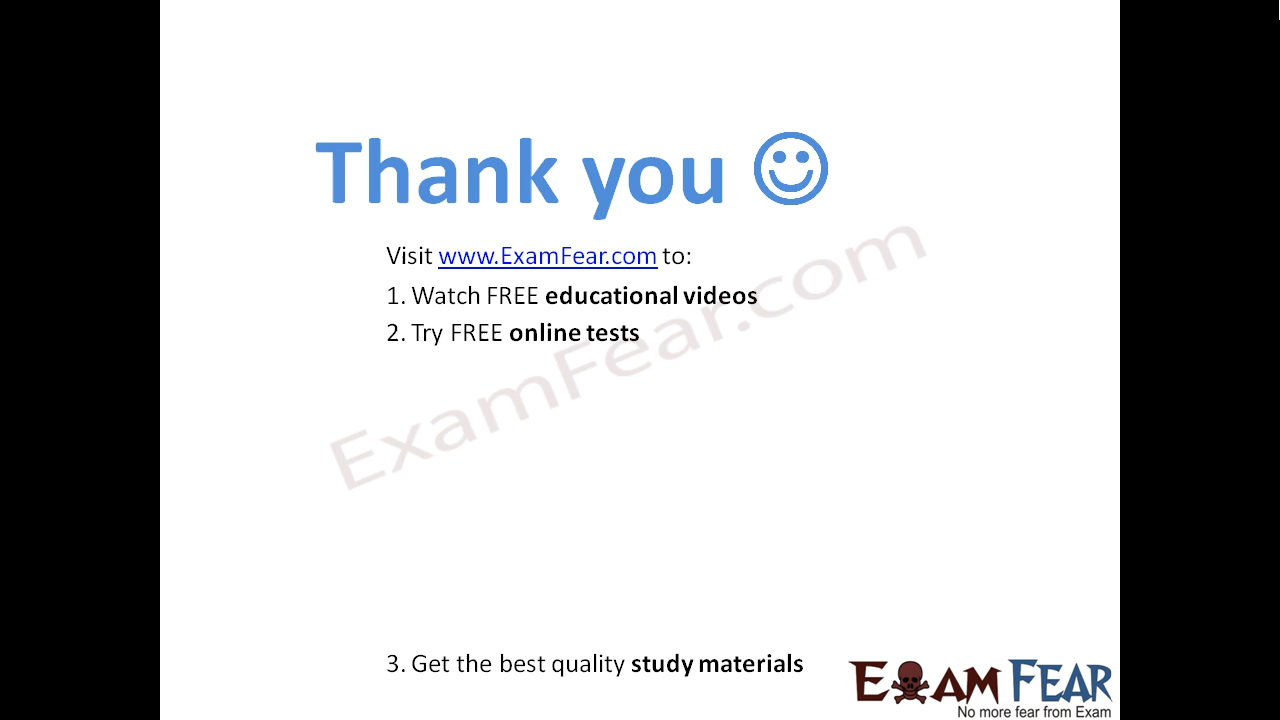 Thank you ☺
Visit www.ExamFear.com to:
1. Watch FREE educational videos
2. Try FREE online tests
ExamFear.com
3. Get the best quality study materials
EXAM FEAR
No more fear from Exam